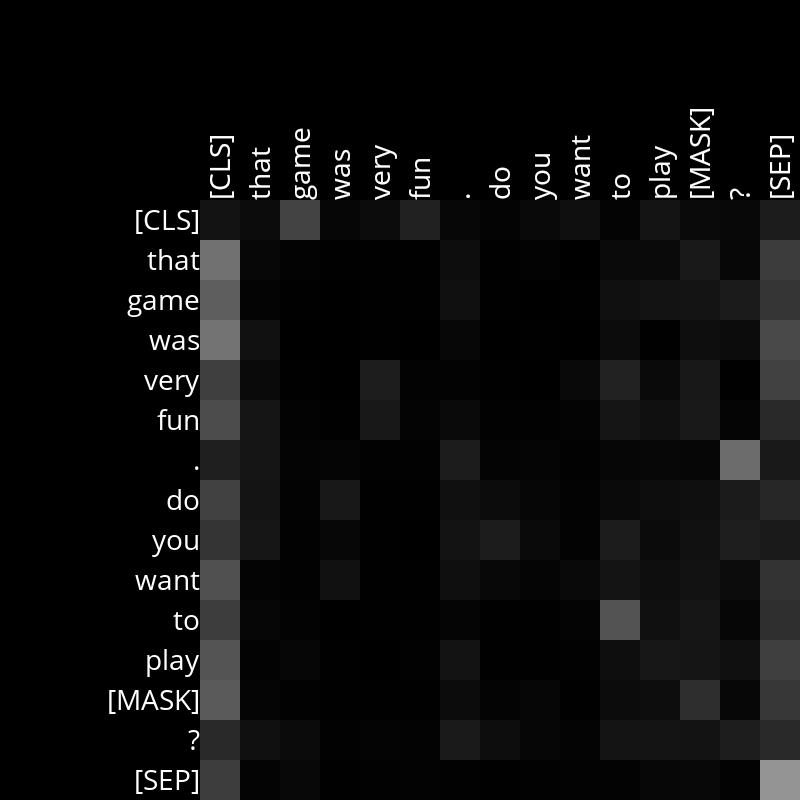 [CLS] that game was very fun . do you want to play [MASK] ? [SEP]
[CLS]
that
game
was
very
fun
.
do
you
want
to
play
[MASK]
?
[SEP]